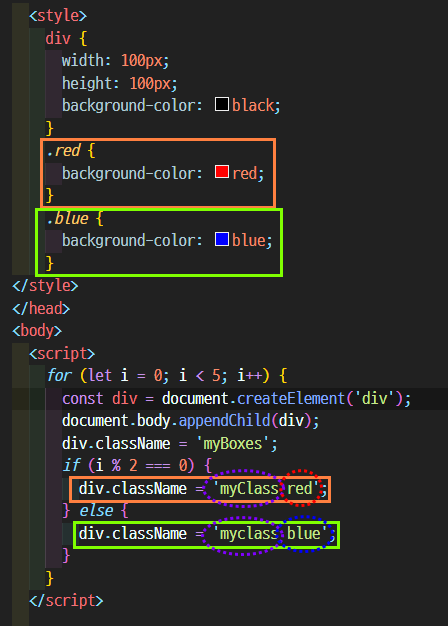 <style>
div {
width: 100px;
height: 100px;
background-color: black;
}
.red {
background-color: red;
}
.blue {
background-color: blue;
}
</style>
</head>
<body>
<script>
for (let i = 0; i < 5; i++) {
const div = document.createElement('div');
document.body.appendChild(div);
div.className = 'myBoxes';
if (i % 2 === 0) {
div.className = 'myClass red';
} else {
div.className = 'myclass blue';
}
}
</script>